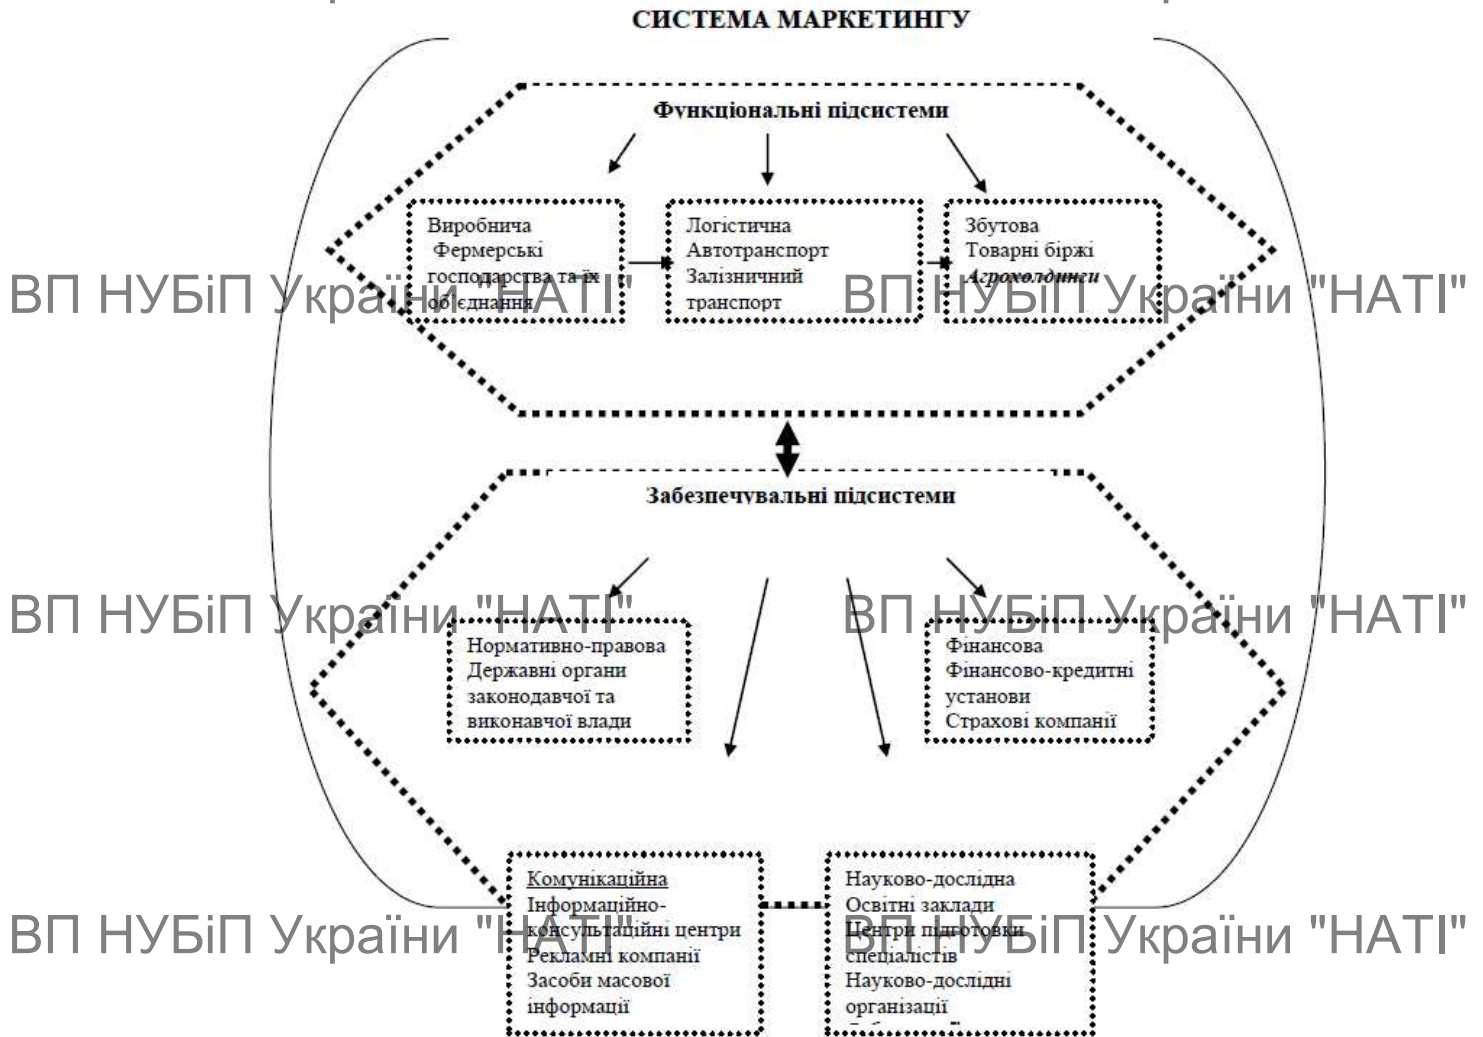 СИСТЕМА МАРКЕТИНГУ
Функціональні підсистеми
Виробнича
Фермерські
господарства та їх
об'єднання
Логістична
Автотранспорт
Залізничний
транспорт
Збутова
Товарні біржі
Агрохолдинги
ВП НУБіП України "НАТІ"
ВП НУБіП України "НАТІ"
Забезпечувальні підсистеми
ВП НУБіП України "НАТІ"
ВП НУБіП України "НАТІ"
Нормативно-правова
Державні органи
законодавчої та
виконавчої влади
Фінансова
Фінансово-кредитні
установи
Страхові компанії
Комунікаційна
Інформаційно-
консультаційні центри
Рекламні компанії
Засоби масової
інформації
Науково-дослідна
Освітні заклади
Центри підготовки
спеціалістів
Науково-дослідні
організації
ВП НУБіП України "НАТІ"
ВП НУБіП України "НАТІ"